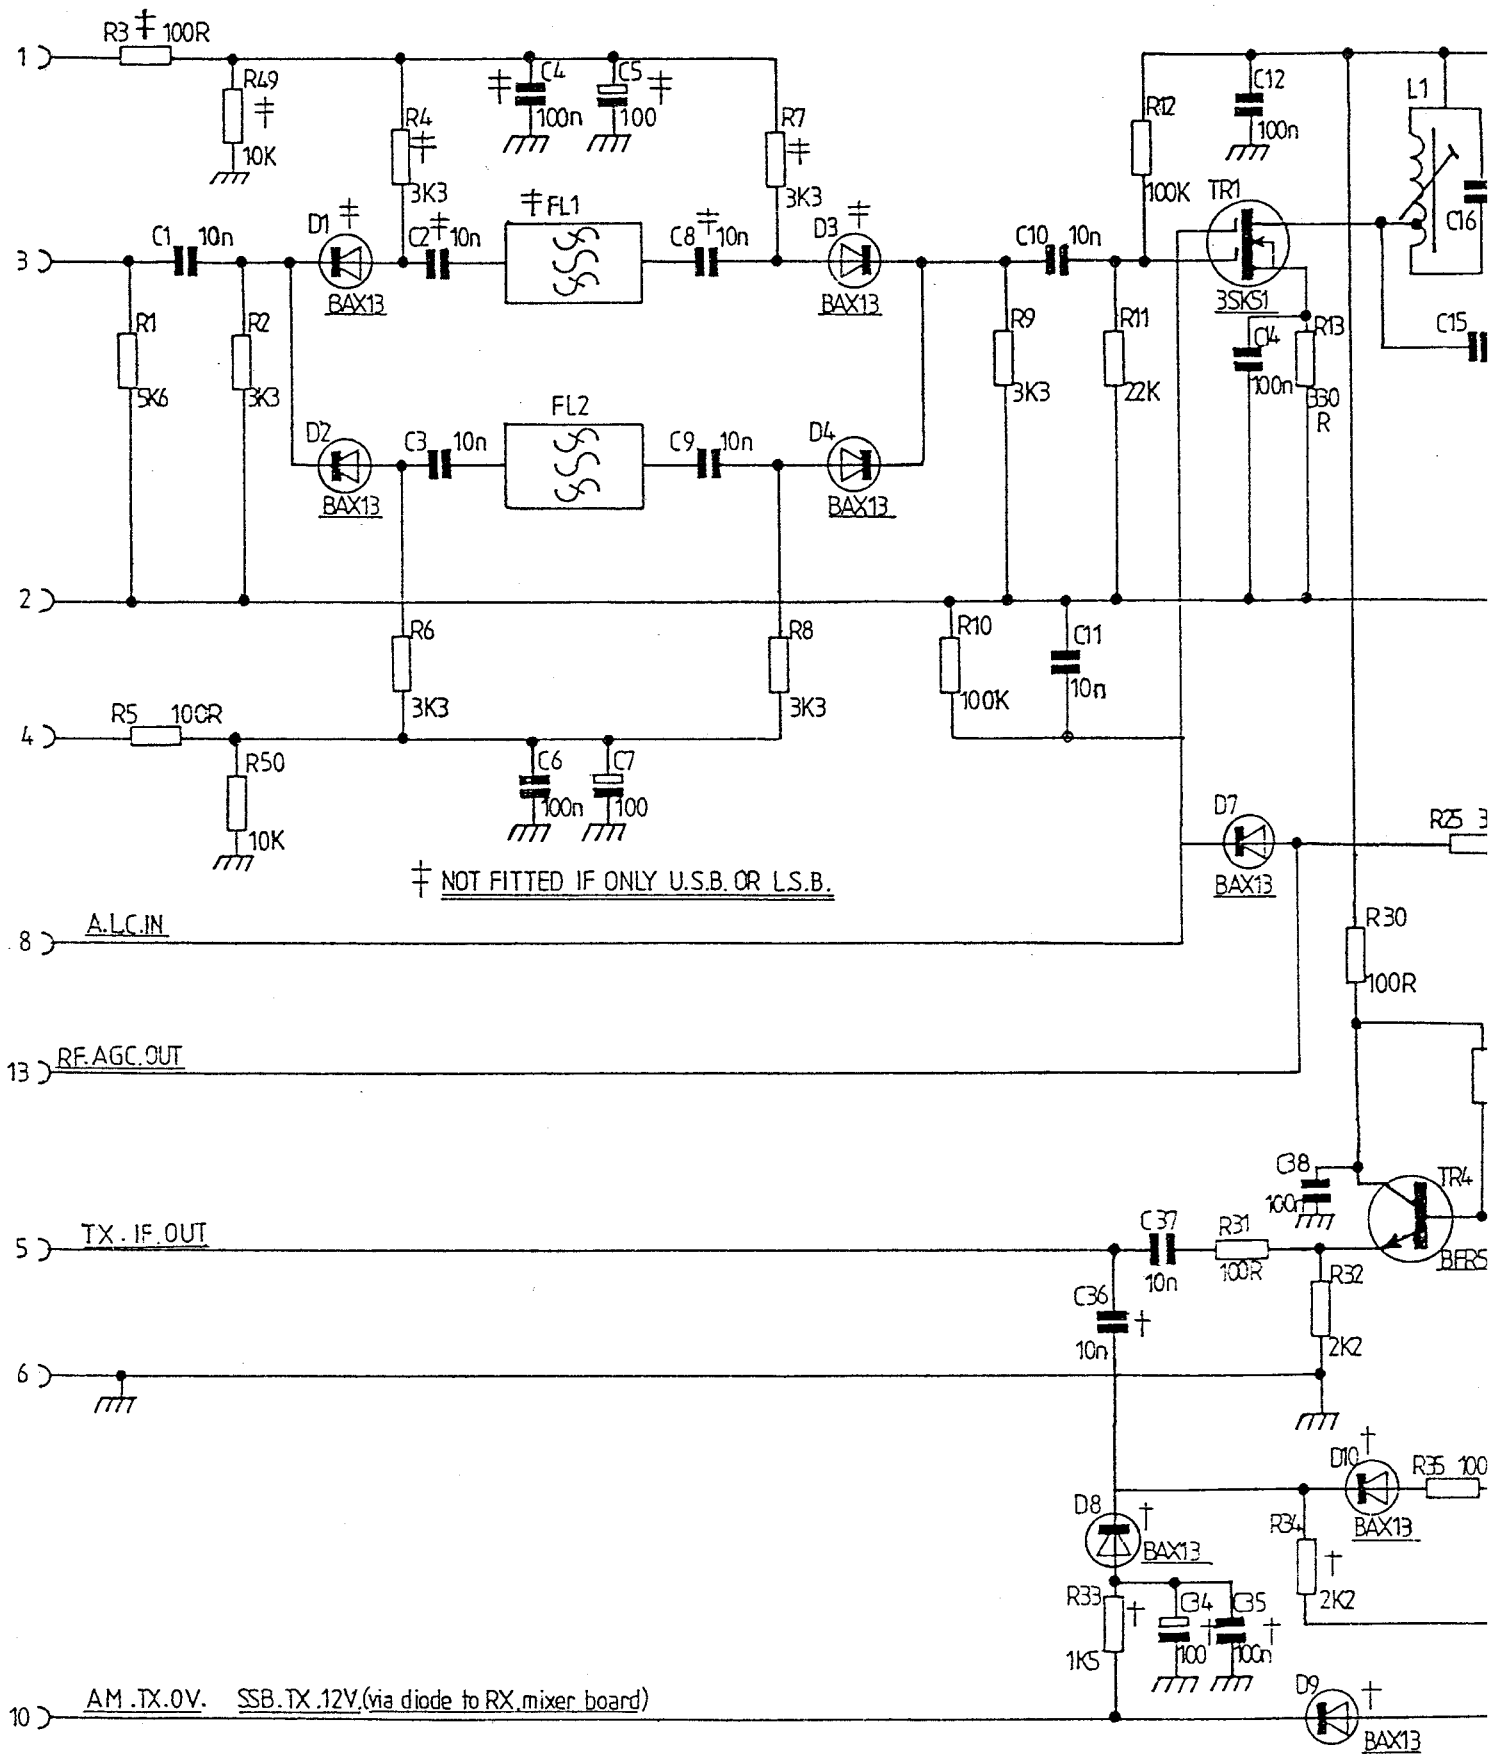 R3 ‡ 100R
1
R49
‡
10K
R4
‡
3K3
‡ C4
100n
C5 ‡
100
R7
‡
3K3
R12
100K
C12
100n
L1
C16
TR1
3SK51
3
C1 10n
D1 ‡
BAX13
C2 ‡ 10n
‡ FL1
C8 ‡ 10n
D3 ‡
BAX13
C10 10n
R1
5K6
R2
3K3
R9
3K3
R11
22K
C14
100n
R13
330
R
C15
D2
BAX13
C3 10n
FL2
C9 10n
D4
BAX13
2
R6
3K3
R8
3K3
R10
100K
C11
10n
4
R5 100R
R50
10K
C6
100n
C7
100
D7
BAX13
R25 3
‡ NOT FITTED IF ONLY U.S.B. OR L.S.B.
8
A.L.C.IN
R30
100R
13
RF.AGC.OUT
C38
100n
TR4
BFR5
5
TX.IF.OUT
C37
10n
R31
100R
R32
2K2
C36
†
10n
6
D10 †
BAX13
R35 100
D8
†
BAX13
R34
†
2K2
R33
†
1K5
C34
†
100
C35
†
100n
10
AM.TX.0V. SSB.TX.12V.(via diode to RX.mixer board)
D9
†
BAX13